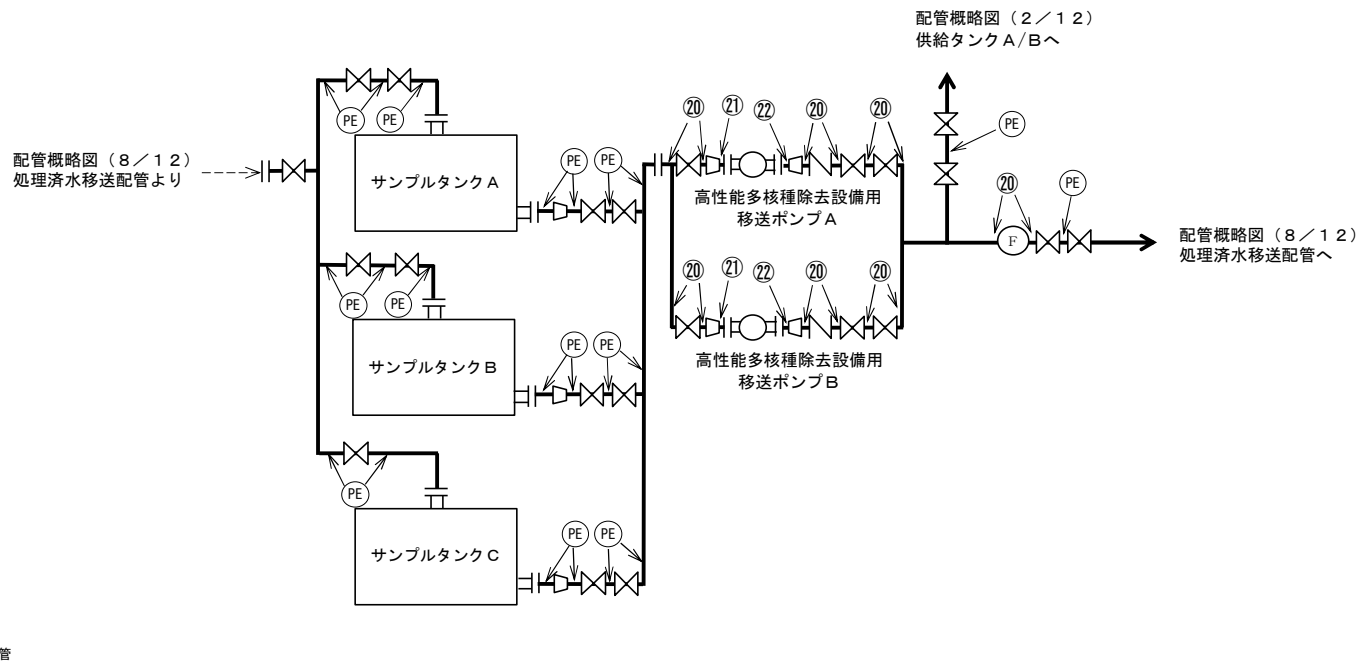 配管概略図（２／１２）
供給タンクＡ/Ｂへ
PE
PE
⑳
㉑
㉒
⑳
⑳
PE
配管概略図（８／１２）
処理済水移送配管より
サンプルタンクＡ
PE
PE
高性能多核種除去設備用
移送ポンプＡ
⑳
PE
F
配管概略図（８／１２）
処理済水移送配管へ
PE
PE
⑳
㉑
㉒
⑳
⑳
サンプルタンクＢ
PE
PE
高性能多核種除去設備用
移送ポンプＢ
PE
サンプルタンクＣ
PE
PE
管